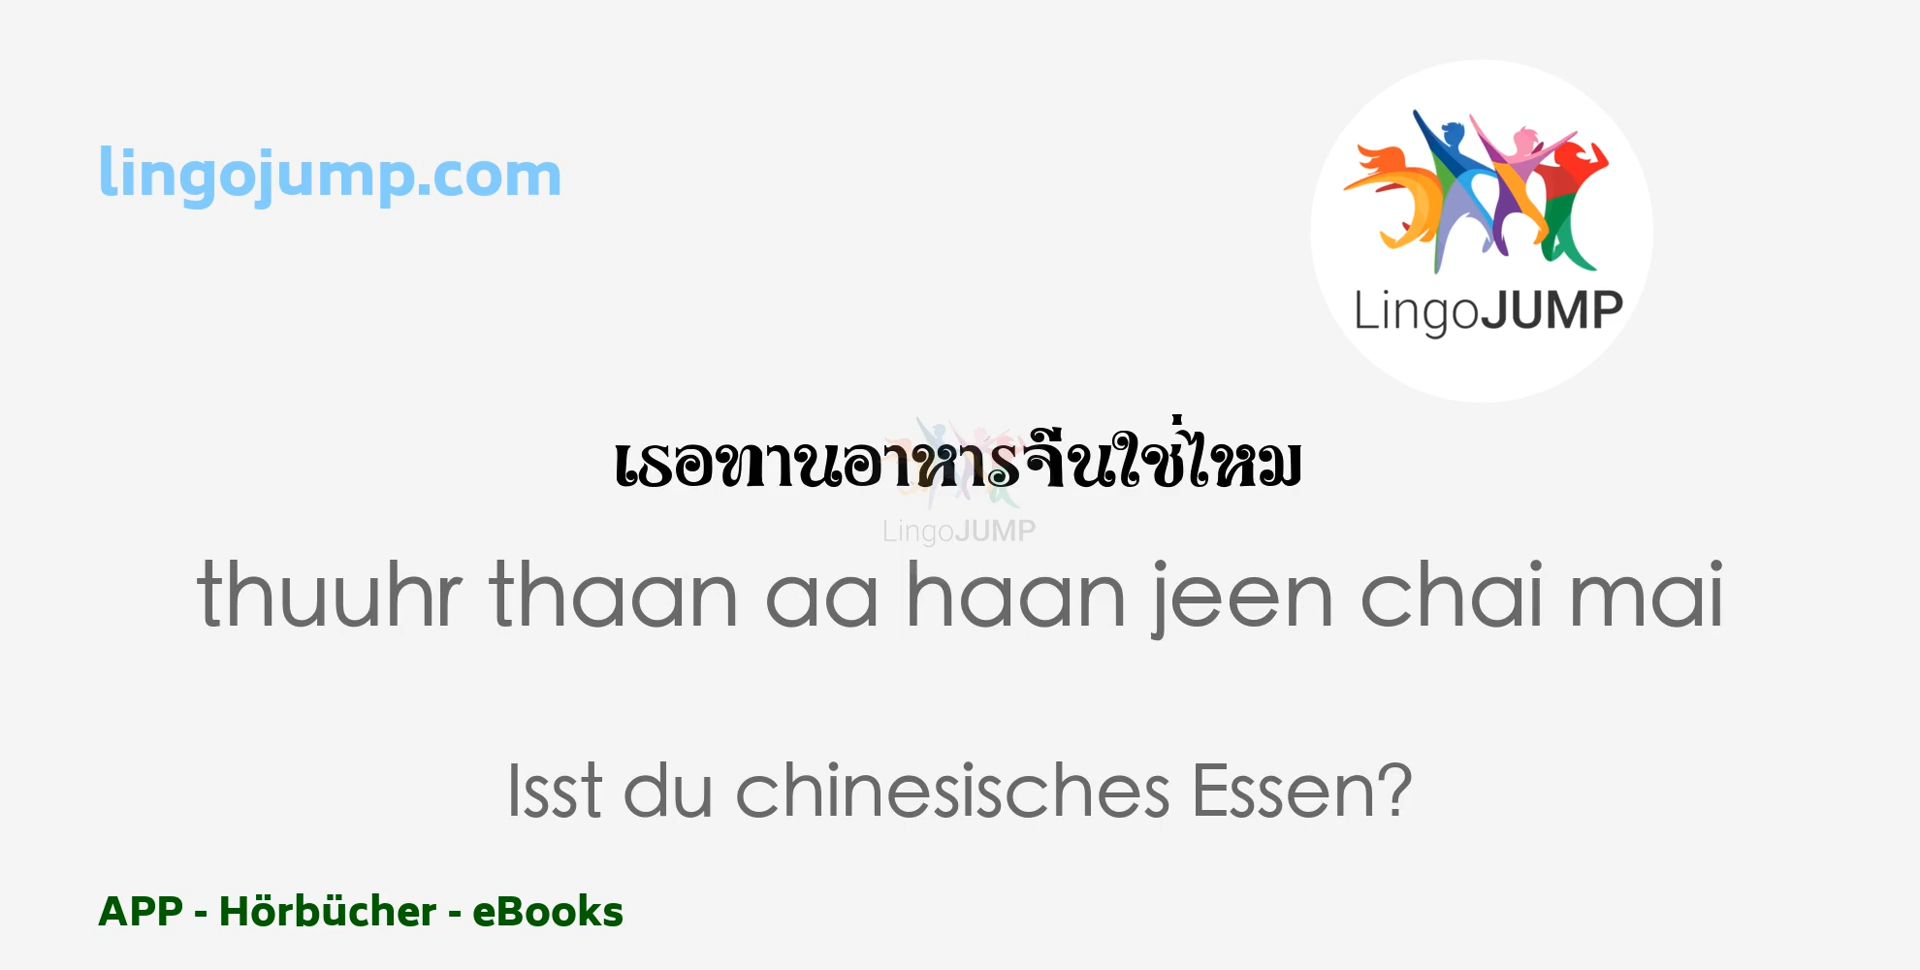 lingojump.com
LingoJUMP
เธอทานอาหารจีนใช่ไหม
LingoJUMP
thuuhr thaan aa haan jeen chai mai
Isst du chinesisches Essen?
APP - Hörbücher - eBooks